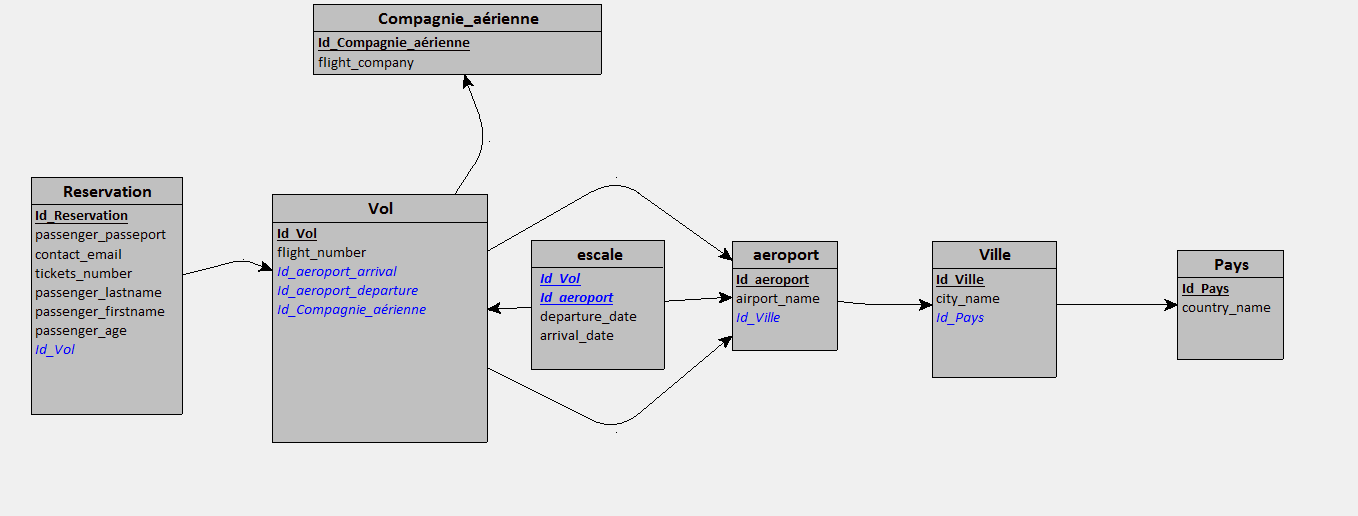 Compagnie_aérienne
Id_Compagnie_aérienne
flight_company
Reservation
Id_Reservation
passenger_passeport
contact_email
tickets_number
passenger_lastname
passenger_firstname
passenger_age
Id_Vol
Vol
Id_Vol
flight_number
Id_aeroport_arrival
Id_aeroport_departure
Id_Compagnie_aérienne
escale
Id_Vol
Id_aeroport
departure_date
arrival_date
aeroport
Id_aeroport
airport_name
Id_Ville
Ville
Id_Ville
city_name
Id_Pays
Pays
Id_Pays
country_name